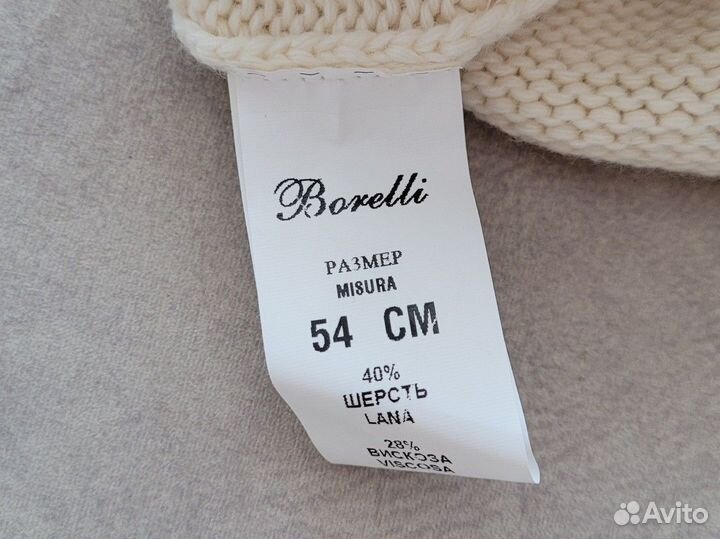 Borelli
РАЗМЕР
MISURA
54 CM
40%
ШЕРСТЬ
LANA
28%
ВИСКОЗА
VISCOSA
Avito